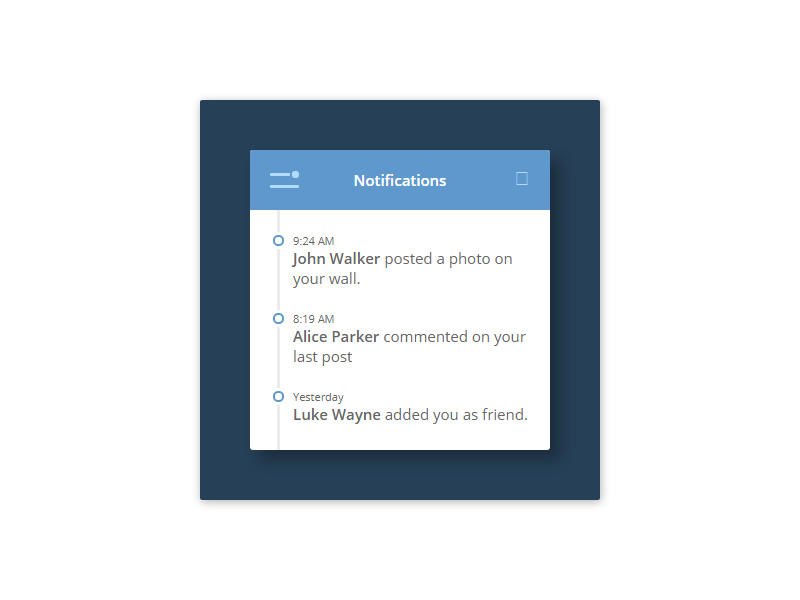 Notifications
9:24 AM
John Walker posted a photo on
your wall.
8:19 AM
Alice Parker commented on your
last post
Yesterday
Luke Wayne added you as friend.